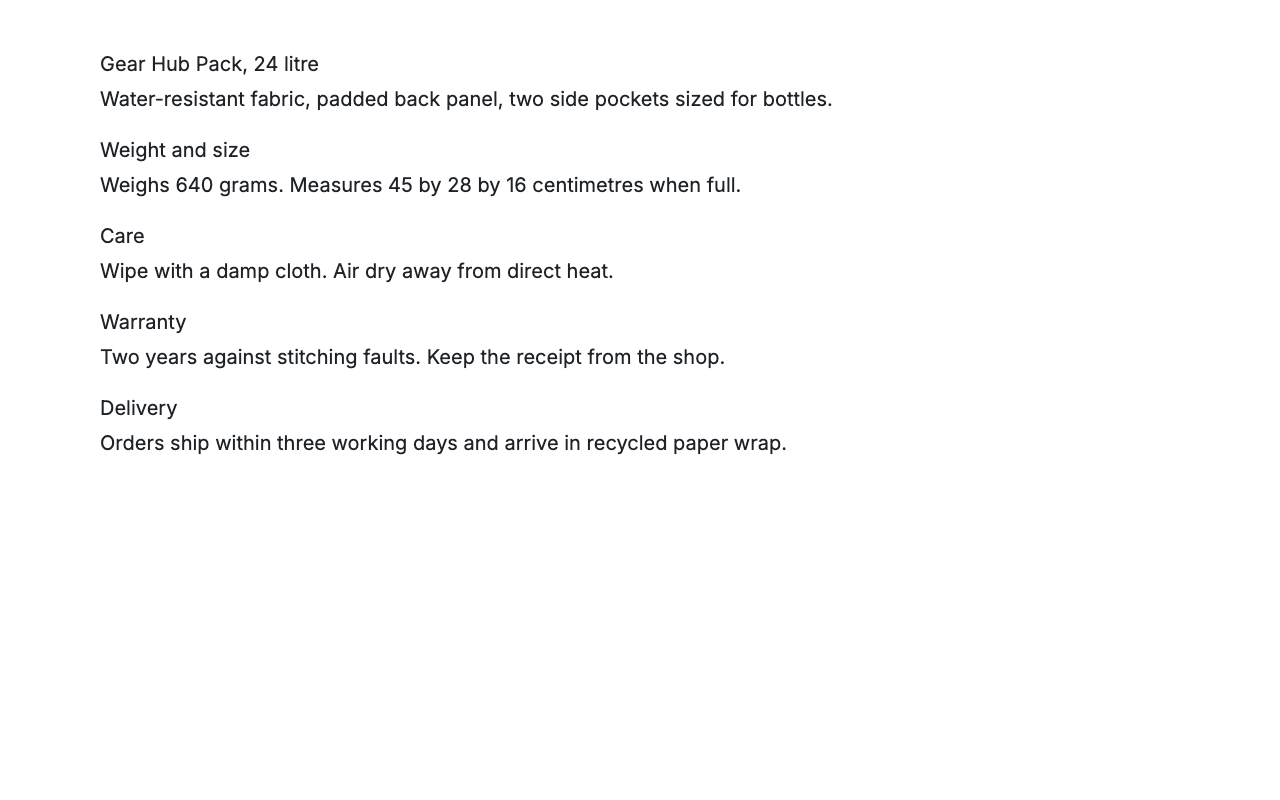 Gear Hub Pack, 24 litre
Water-resistant fabric, padded back panel, two side pockets sized for bottles.
Weight and size
Weighs 640 grams. Measures 45 by 28 by 16 centimetres when full.
Care
Wipe with a damp cloth. Air dry away from direct heat.
Warranty
Two years against stitching faults. Keep the receipt from the shop.
Delivery
Orders ship within three working days and arrive in recycled paper wrap.